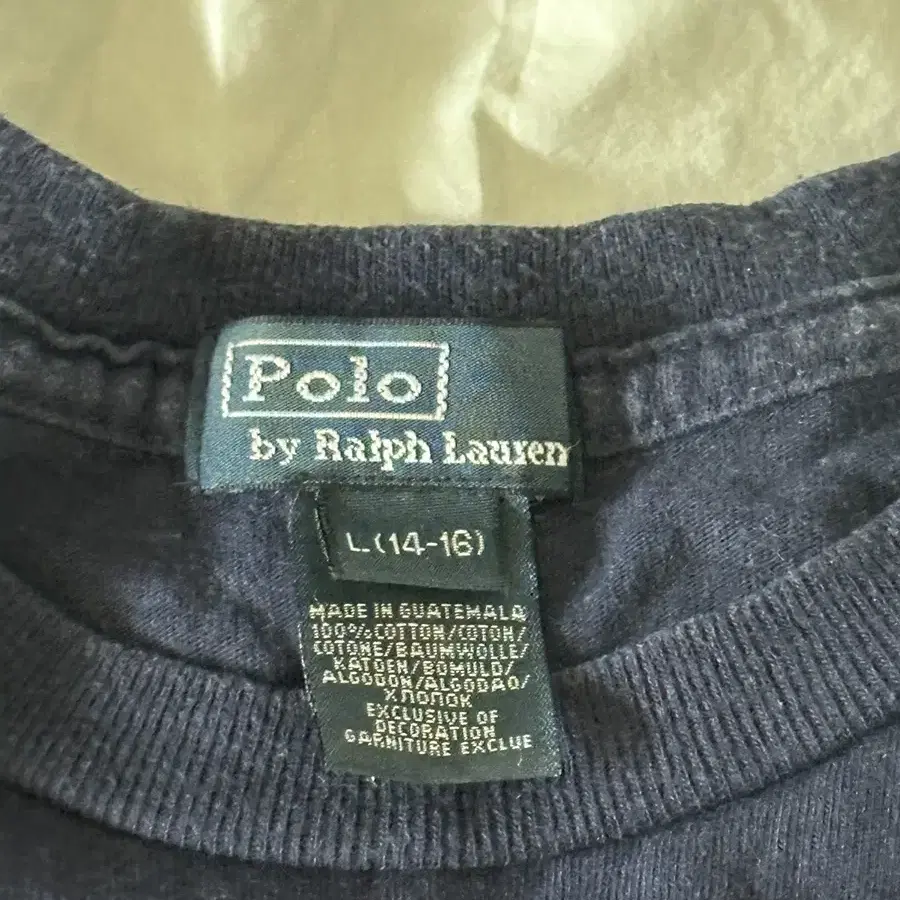 Polo
by Ralph Lauren
L(14-16)
MADE IN GUATEMALA
100%COTTON/COTON/
COTONE/BAUMWOLLE/
KATOEN/BOMULD/
ALGODON/ALGODAO/
ХЛОПОК
EXCLUSIVE OF
DECORATION
GARNITURE EXCLUE